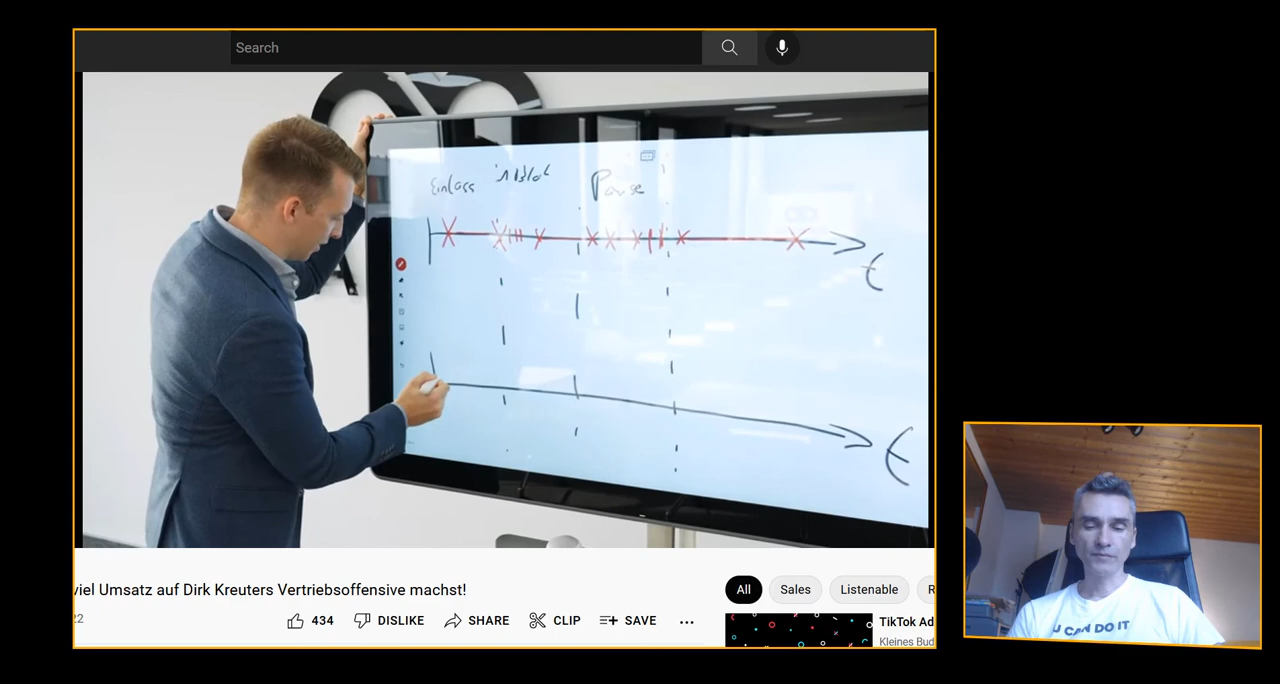 Search
Einlass
Pause
t
t
viel Umsatz auf Dirk Kreuters Vertriebsoffensive machst!
22
434 DISLIKE SHARE CLIP SAVE ...
All Sales Listenable R
TikTok Ad
Kleines Bud
U CAN DO IT